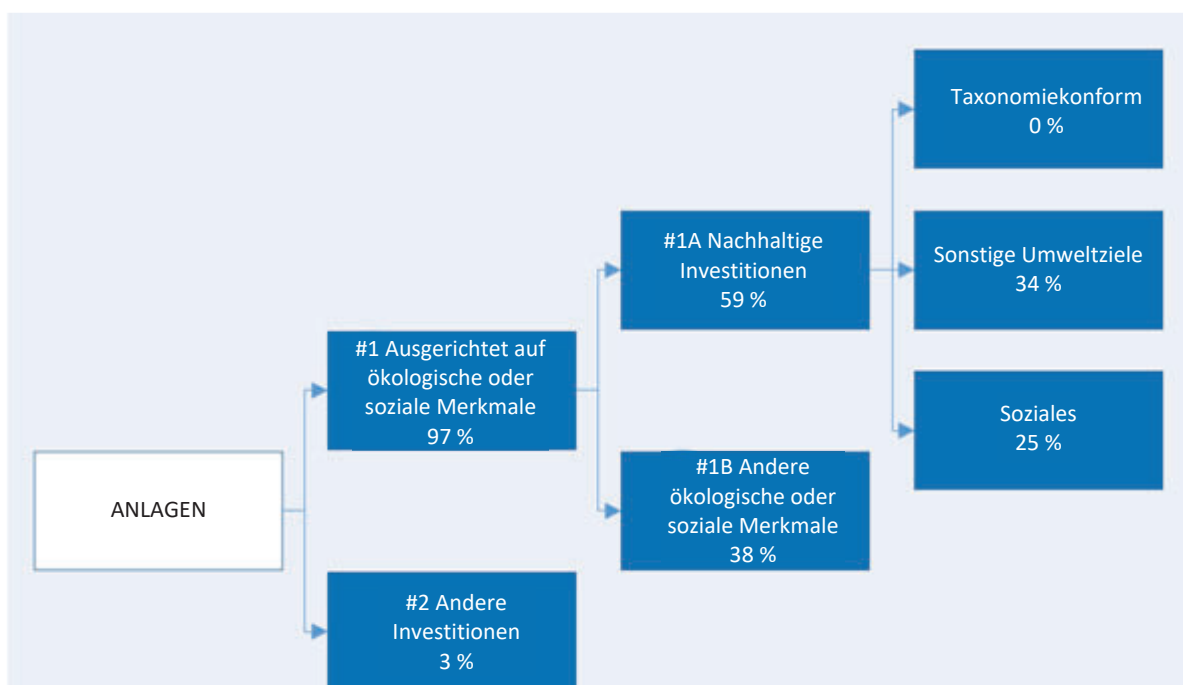 ANLAGEN
#1 Ausgerichtet auf
ökologische oder
soziale Merkmale
97 %
#2 Andere
Investitionen
3 %
#1A Nachhaltige
Investitionen
59 %
#1B Andere
ökologische oder
soziale Merkmale
38 %
Taxonomiekonform
0 %
Sonstige Umweltziele
34 %
Soziales
25 %